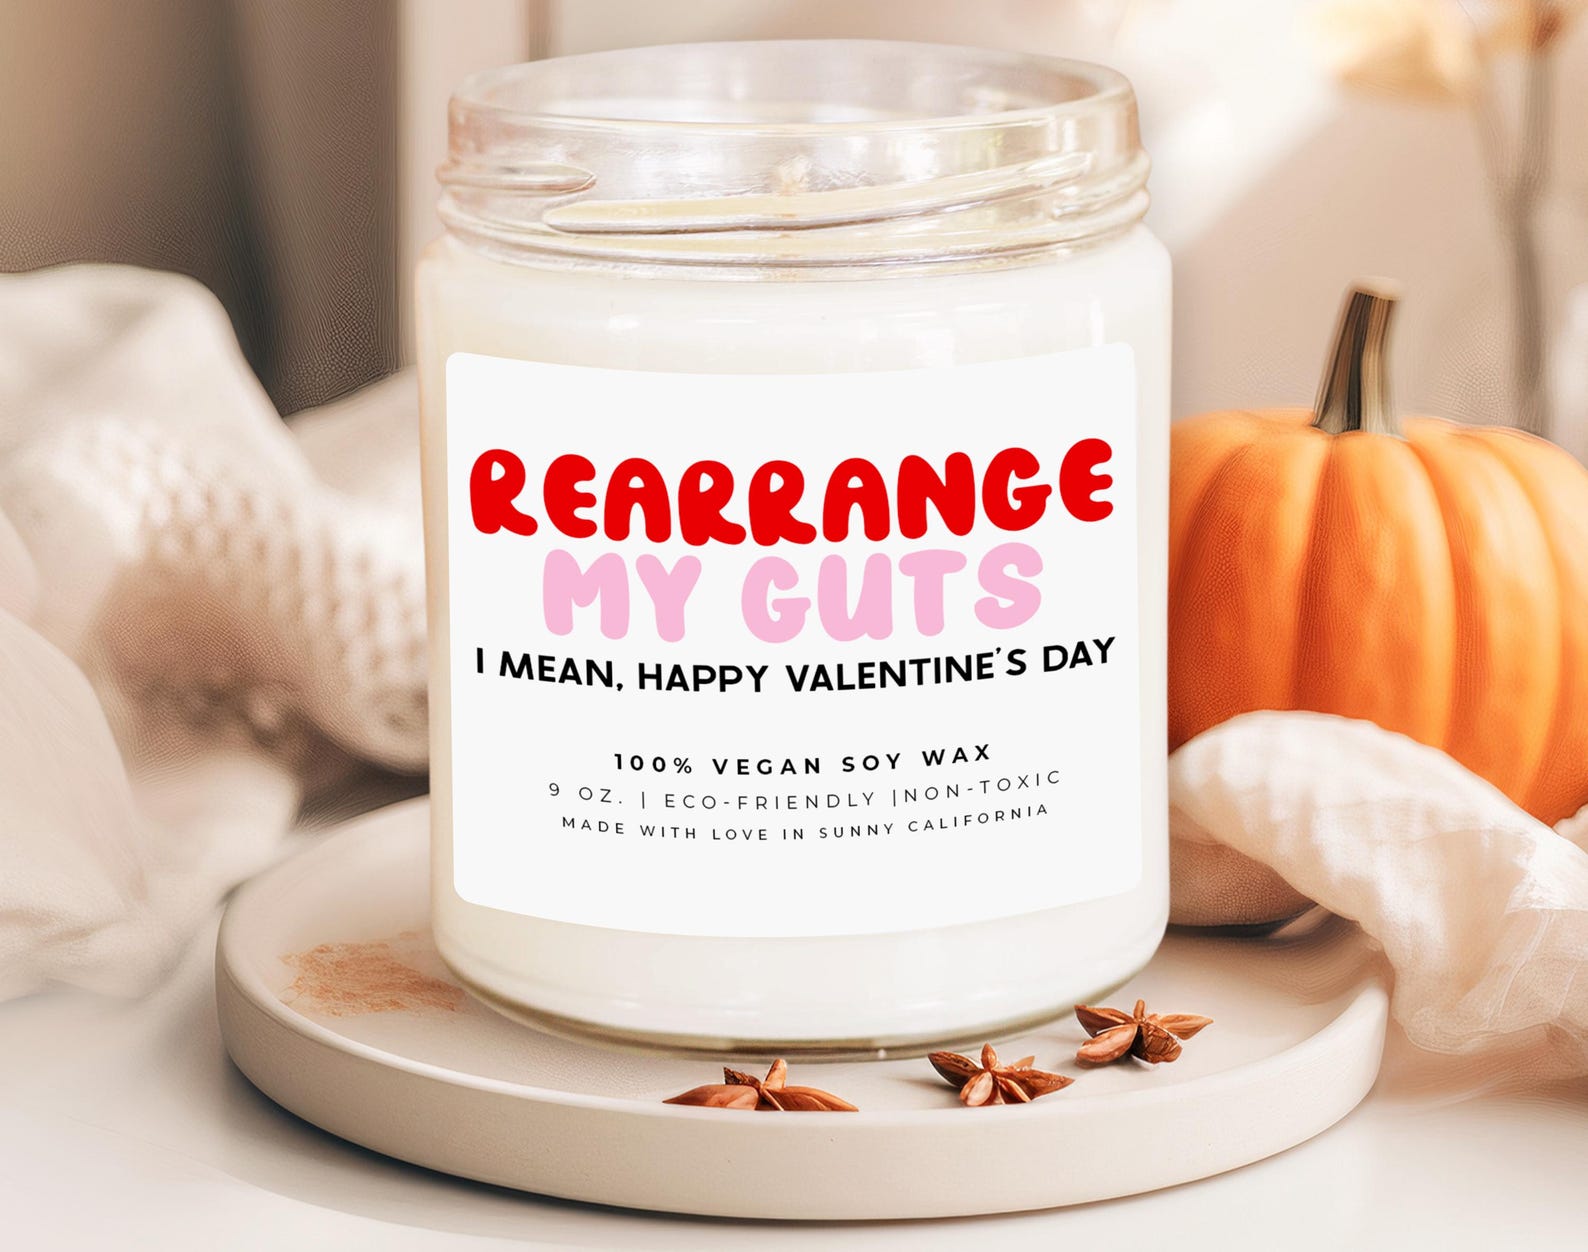 REARRANGE
MY GUTS
I MEAN, HAPPY VALENTINE'S DAY
100% VEGAN SOY WAX
9 OZ. | ECO-FRIENDLY |NON-TOXIC
MADE WITH LOVE IN SUNNY CALIFORNIA